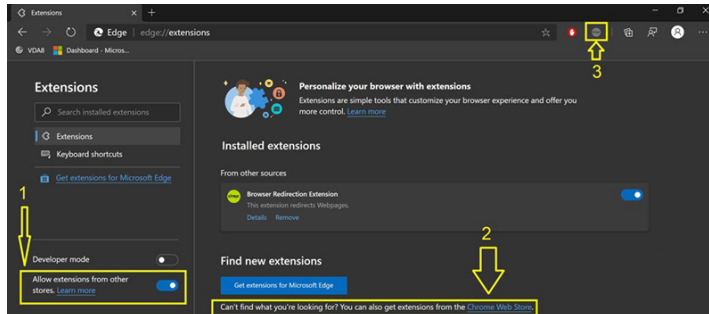 Extensions
Edge | edge://extensions
VDA8 Dashboard - Micros...
3
Extensions
Search installed extensions
Extensions
Keyboard shortcuts
Get extensions for Microsoft Edge
1
Developer mode
Allow extensions from other
stores. Learn more
Personalize your browser with extensions
Extensions are simple tools that customize your browser experience and offer you
more control. Learn more
Installed extensions
From other sources
citrix
Browser Redirection Extension
This extension redirects Webpages.
Details Remove
2
Find new extensions
Get extensions for Microsoft Edge
Can't find what you're looking for? You can also get extensions from the Chrome Web Store.